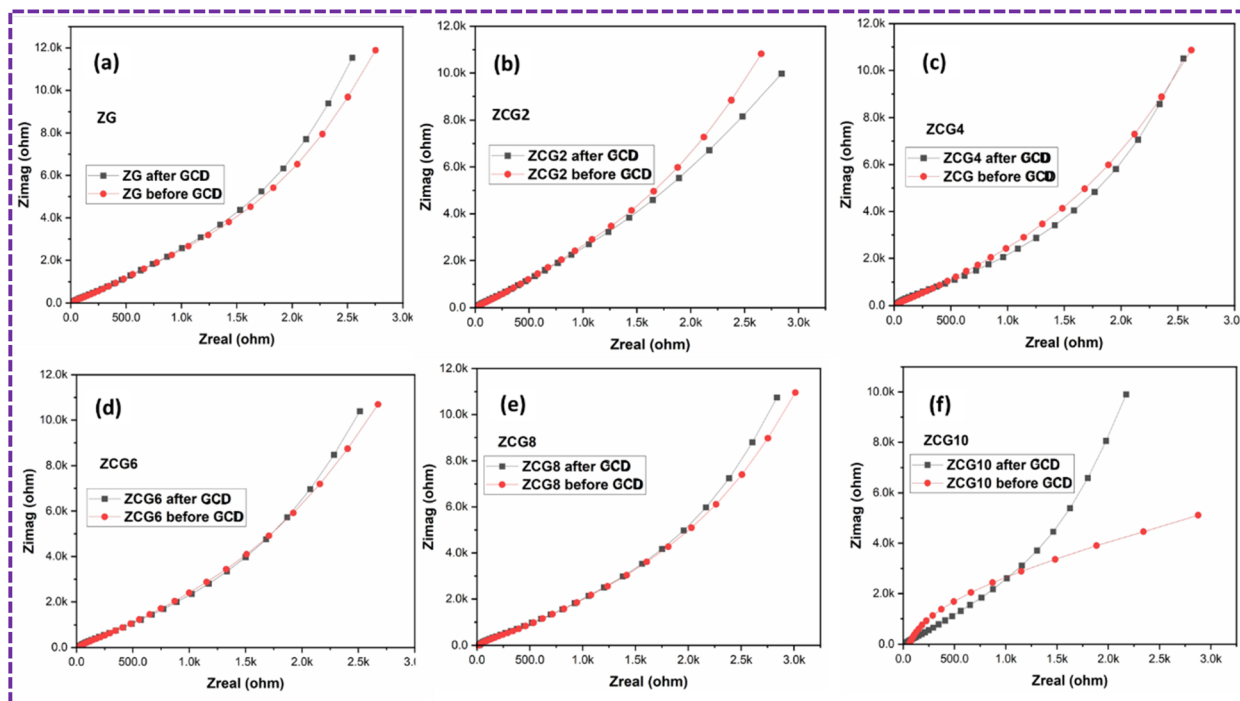 (a)
ZG
ZG after GCD
ZG before GCD
12.0k
10.0k
8.0k
6.0k
4.0k
2.0k
0.0
0.0
500.0
1.0k
1.5k
2.0k
2.5k
3.0k
Zimag (ohm)
Zreal (ohm)
(b)
ZCG2
ZCG2 after GCD
ZCG2 before GCD
12.0k
10.0k
8.0k
6.0k
4.0k
2.0k
0.0
0.0
500.0
1.0k
1.5k
2.0k
2.5k
3.0k
Zimag (ohm)
Zreal (ohm)
(c)
ZCG4
ZCG4 after GCD
ZCG before GCD
12.0k
10.0k
8.0k
6.0k
4.0k
2.0k
0.0
0.0
500.0
1.0k
1.5k
2.0k
2.5k
3.0
Zimag (ohm)
Zreal (ohm)
(d)
ZCG6
ZCG6 after GCD
ZCG6 before GCD
12.0k
10.0k
8.0k
6.0k
4.0k
2.0k
0.0
0.0
500.0
1.0k
1.5k
2.0k
2.5k
3.0
Zimag (ohm)
Zreal (ohm)
(e)
ZCG8
ZCG8 after GCD
ZCG8 before GCD
12.0k
10.0k
8.0k
6.0k
4.0k
2.0k
0.0
0.0
500.0
1.0k
1.5k
2.0k
2.5k
3.0k
Zimag (ohm)
Zreal (ohm)
(f)
ZCG10
ZCG10 after GCD
ZCG10 before GCD
10.0k
8.0k
6.0k
4.0k
2.0k
0.0
0.0
500.0
1.0k
1.5k
2.0k
2.5k
3.0k
Zimag (ohm)
Zreal (ohm)